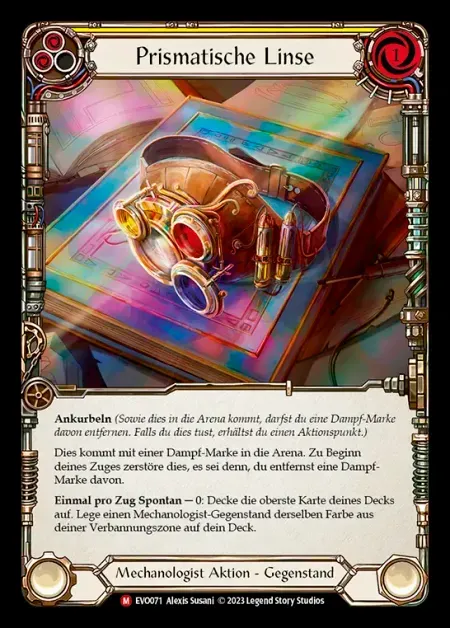 Prismatische Linse
1
Ankurbeln (Sowie dies in die Arena kommt, darfst du eine Dampf-Marke
davon entfernen. Falls du dies tust, erhältst du einen Aktionspunkt.)
Dies kommt mit einer Dampf-Marke in die Arena. Zu Beginn
deines Zuges zerstöre dies, es sei denn, du entfernst eine Dampf-
Marke davon.
Einmal pro Zug Spontan — 0: Decke die oberste Karte deines Decks
auf. Lege einen Mechanologist-Gegenstand derselben Farbe aus
deiner Verbannungszone auf dein Deck.
Mechanologist Aktion - Gegenstand
M EVO071 Alexis Susani © 2023 Legend Story Studios